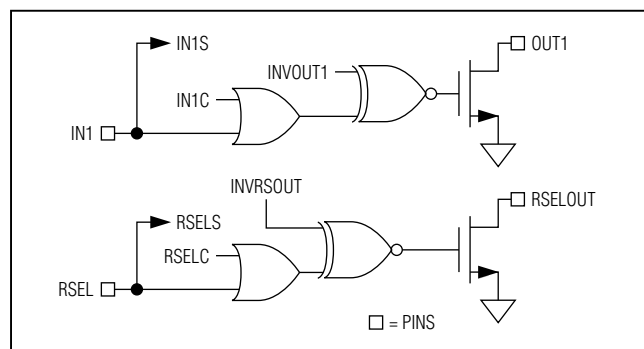 IN1S
OUT1
INVOUT1
IN1C
IN1
INVRSOUT
RSELOUT
RSELS
RSELC
RSEL
= PINS